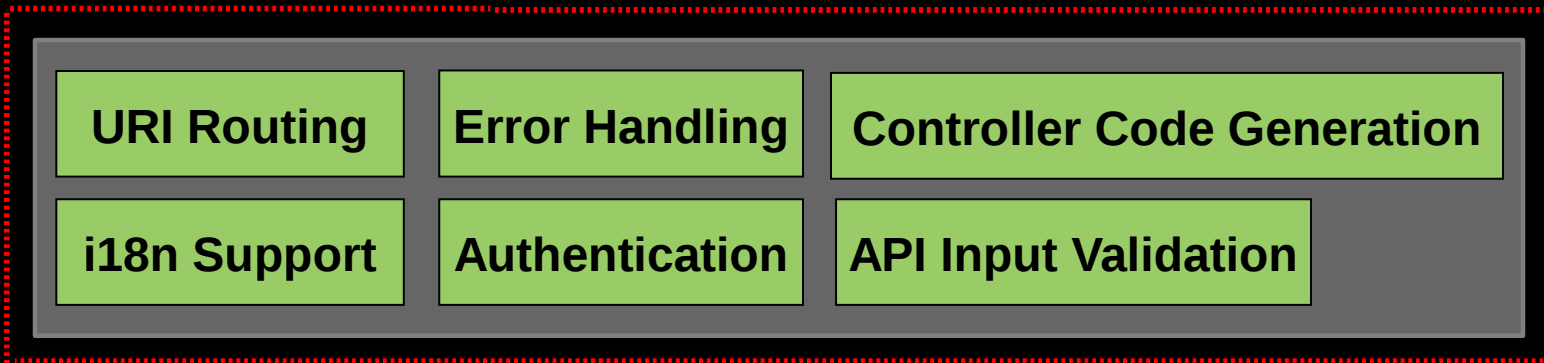 URI Routing
Error Handling
Controller Code Generation
i18n Support
Authentication
API Input Validation